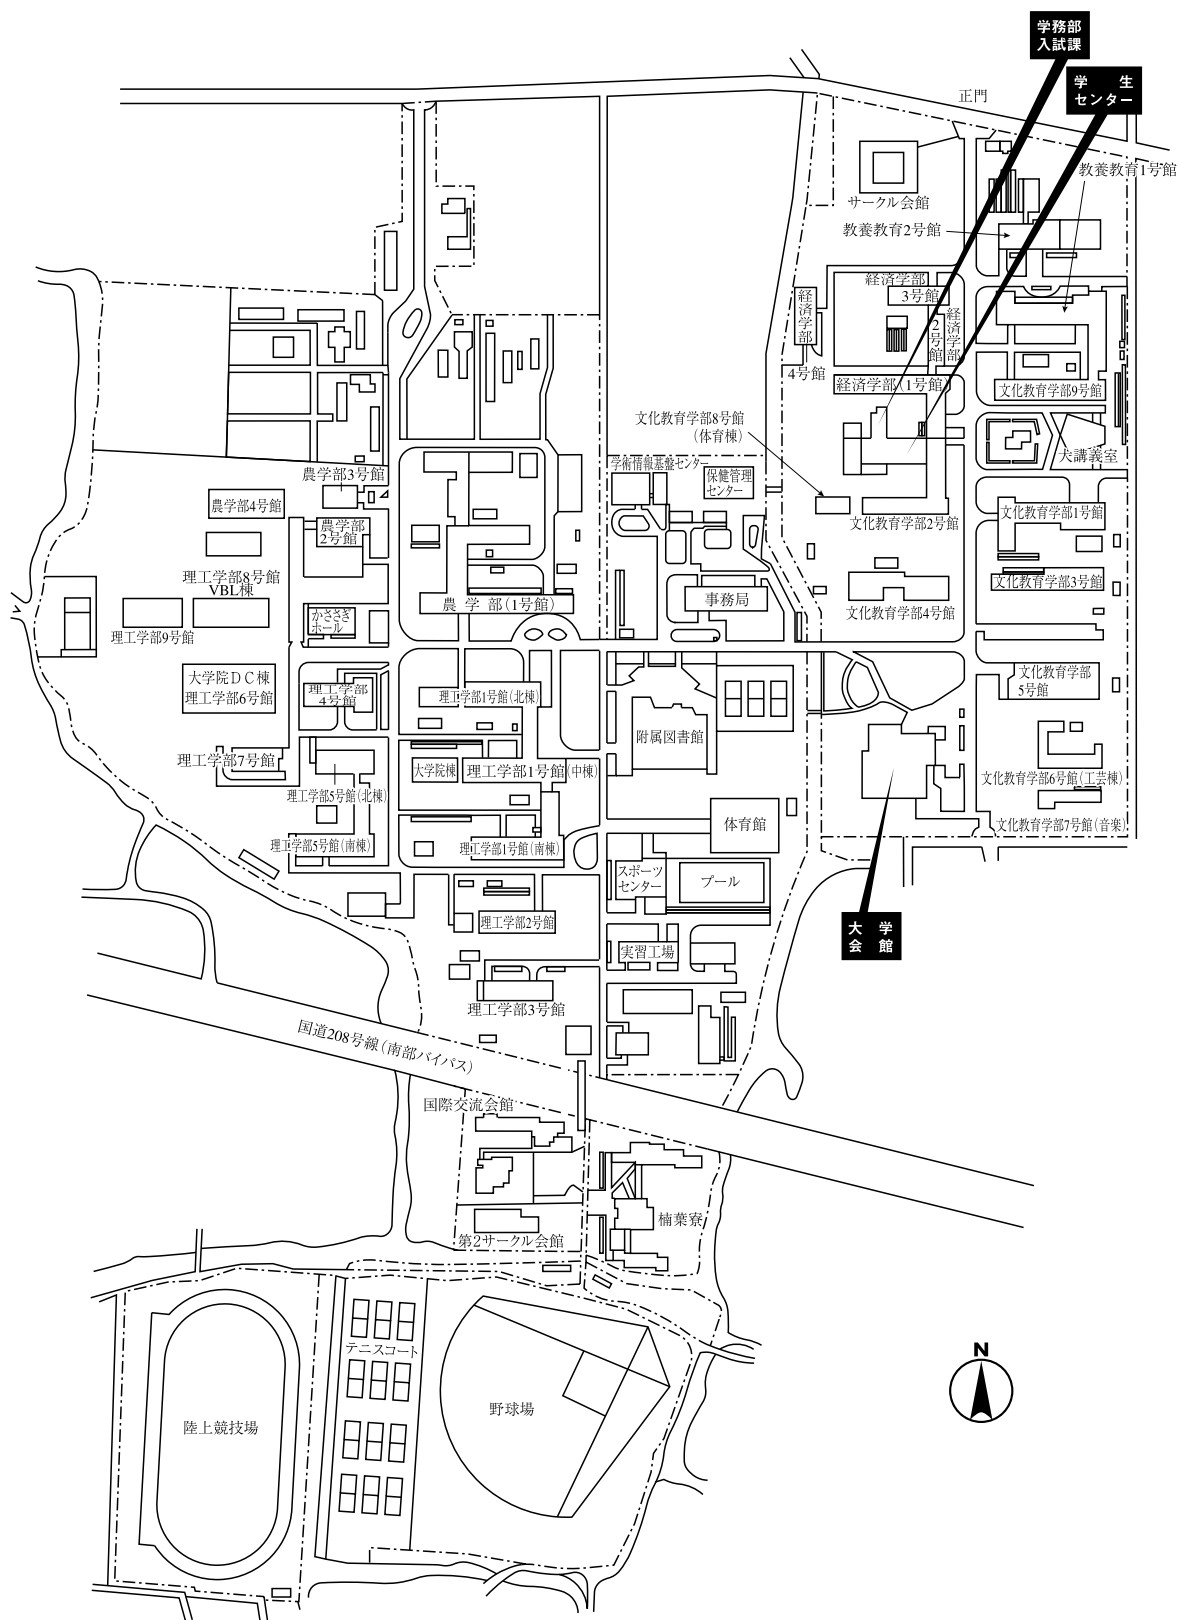 学務部
入試課
学　生
センター
正門
教養教育1号館
サークル会館
教養教育2号館
経済学部
3号館
経済学部
4号館
経済学部
2号館
経済学部(1号館)
文化教育学部9号館
文化教育学部8号館
(体育棟)
大講義室
学術情報基盤センター
保健管理
センター
農学部3号館
農学部4号館
農学部
2号館
文化教育学部2号館
文化教育学部1号館
理工学部8号館
VBL棟
文化教育学部3号館
農 学 部(1号館)
事務局
かささぎ
ホール
文化教育学部4号館
理工学部9号館
大学院DC棟
理工学部6号館
理工学部
4号館
理工学部1号館(北棟)
文化教育学部
5号館
附属図書館
理工学部7号館
大学院棟
理工学部1号館(中棟)
文化教育学部6号館(工芸棟)
理工学部5号館(北棟)
体育館
文化教育学部7号館(音楽)
理工学部5号館(南棟)
理工学部1号館(南棟)
スポーツ
センター
プール
理工学部2号館
大　学
会　館
実習工場
理工学部3号館
国道208号線(南部バイパス)
国際交流会館
楠葉寮
第2サークル会館
テニスコート
N
野球場
陸上競技場